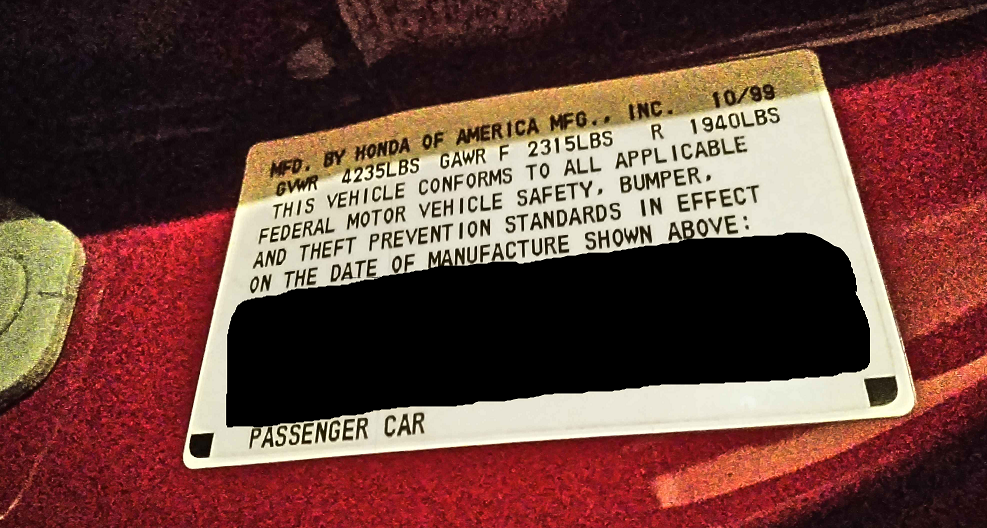 MFD. BY HONDA OF AMERICA MFG., INC. 10/99
GVWR 4235LBS GAWR F 2315LBS R 1940LBS
THIS VEHICLE CONFORMS TO ALL APPLICABLE
FEDERAL MOTOR VEHICLE SAFETY, BUMPER,
AND THEFT PREVENTION STANDARDS IN EFFECT
ON THE DATE OF MANUFACTURE SHOWN ABOVE:
PASSENGER CAR